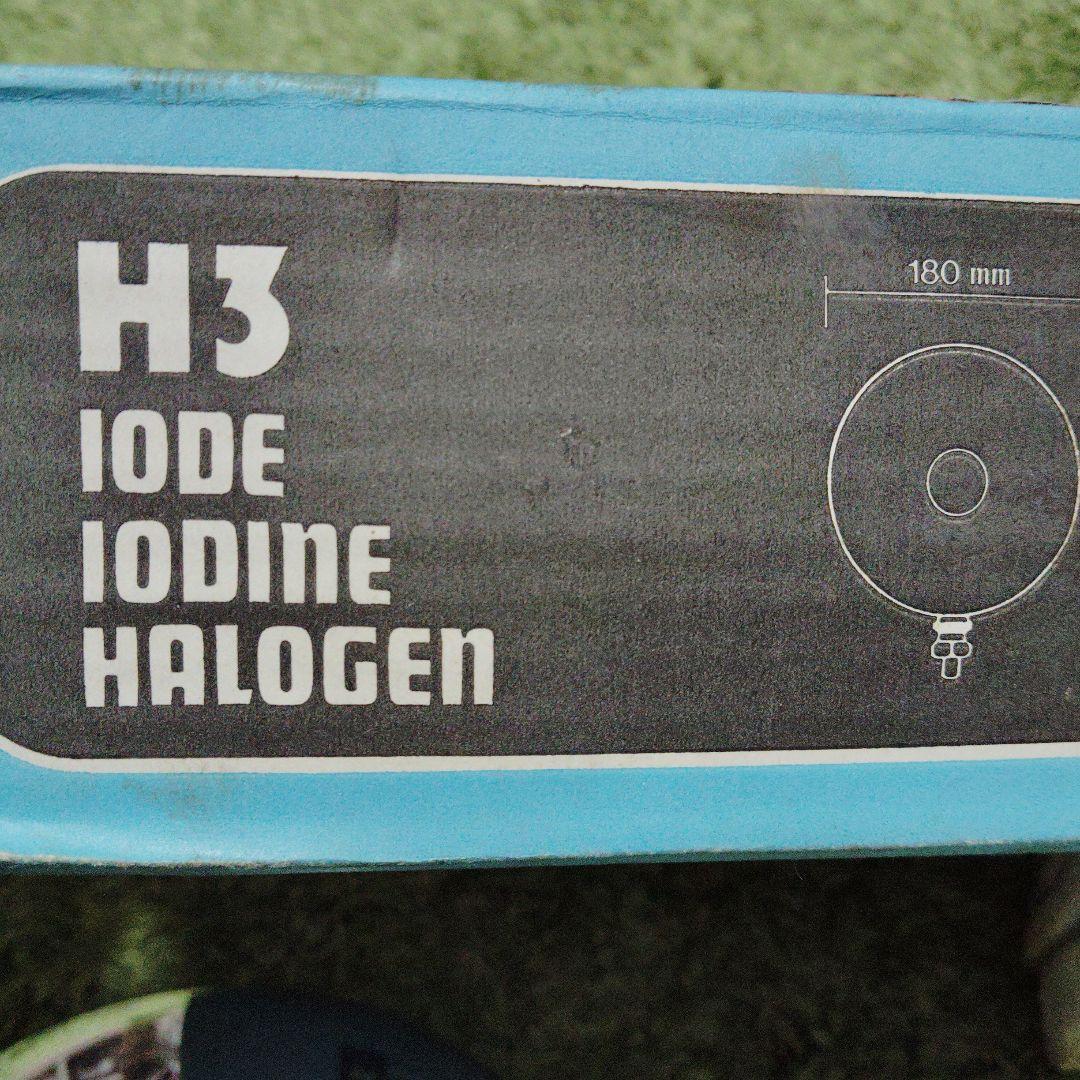 H3
IODE
IODINE
HALOGEN
180 mm